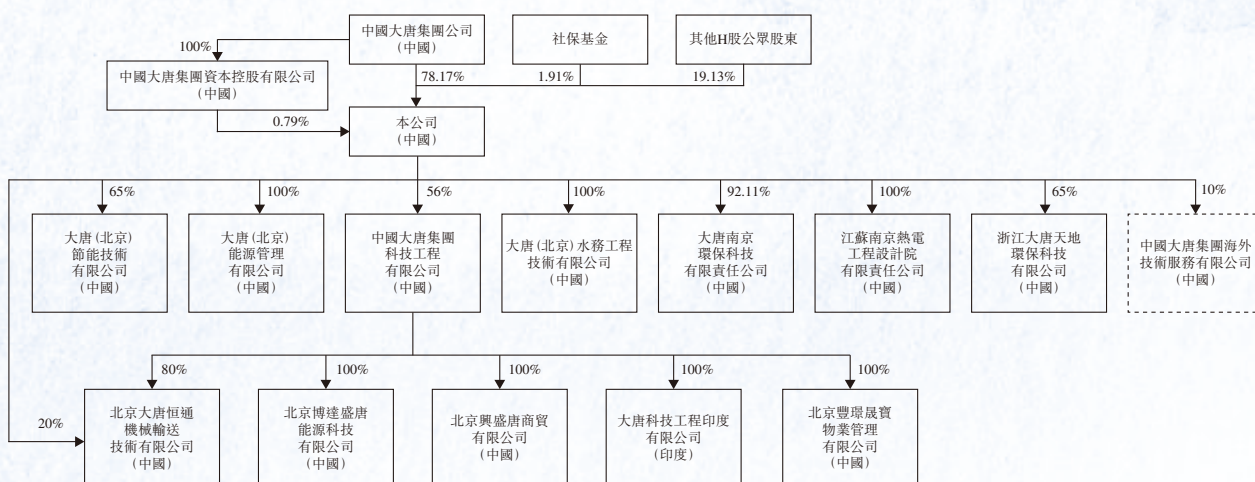 中國大唐集團公司
(中國)
社保基金
其他H股公眾股東
100%
78.17%
1.91%
19.13%
中國大唐集團資本控股有限公司
(中國)
0.79%
本公司
(中國)
65%
100%
56%
100%
92.11%
100%
65%
10%
大唐(北京)
節能技術
有限公司
(中國)
大唐(北京)
能源管理
有限公司
(中國)
中國大唐集團
科技工程
有限公司
(中國)
大唐(北京)水務工程
技術有限公司
(中國)
大唐南京
環保科技
有限責任公司
(中國)
江蘇南京熱電
工程設計院
有限責任公司
(中國)
浙江大唐天地
環保科技
有限公司
(中國)
中國大唐集團海外
技術服務有限公司
(中國)
20%
80%
100%
100%
100%
100%
北京大唐恒通
機械輸送
技術有限公司
(中國)
北京博達盛唐
能源科技
有限公司
(中國)
北京興盛唐商貿
有限公司
(中國)
大唐科技工程印度
有限公司
(印度)
北京豐璟晟寶
物業管理
有限公司
(中國)